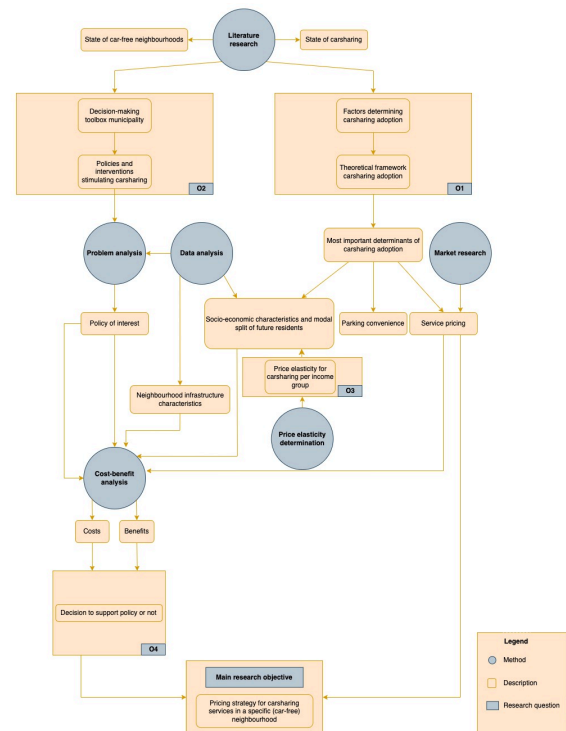 Literature
research
State of car-free neighbourhoods
State of carsharing
Decision-making
toolbox municipality
Policies and
interventions
stimulating carsharing
O2
Factors determining
carsharing adoption
Theoretical framework
carsharing adoption
O1
Problem analysis
Data analysis
Most important determinants of
carsharing adoption
Market research
Policy of interest
Socio-economic characteristics and modal
split of future residents
Parking convenience
Service pricing
Price elasticity for
carsharing per income
group
O3
Neighbourhood infrastructure
characteristics
Price elasticity
determination
Cost-benefit
analysis
Costs
Benefits
Decision to support policy or not
O4
Main research objective
Pricing strategy for carsharing
services in a specific (car-free)
neighbourhood
Legend
Method
Description
Research question